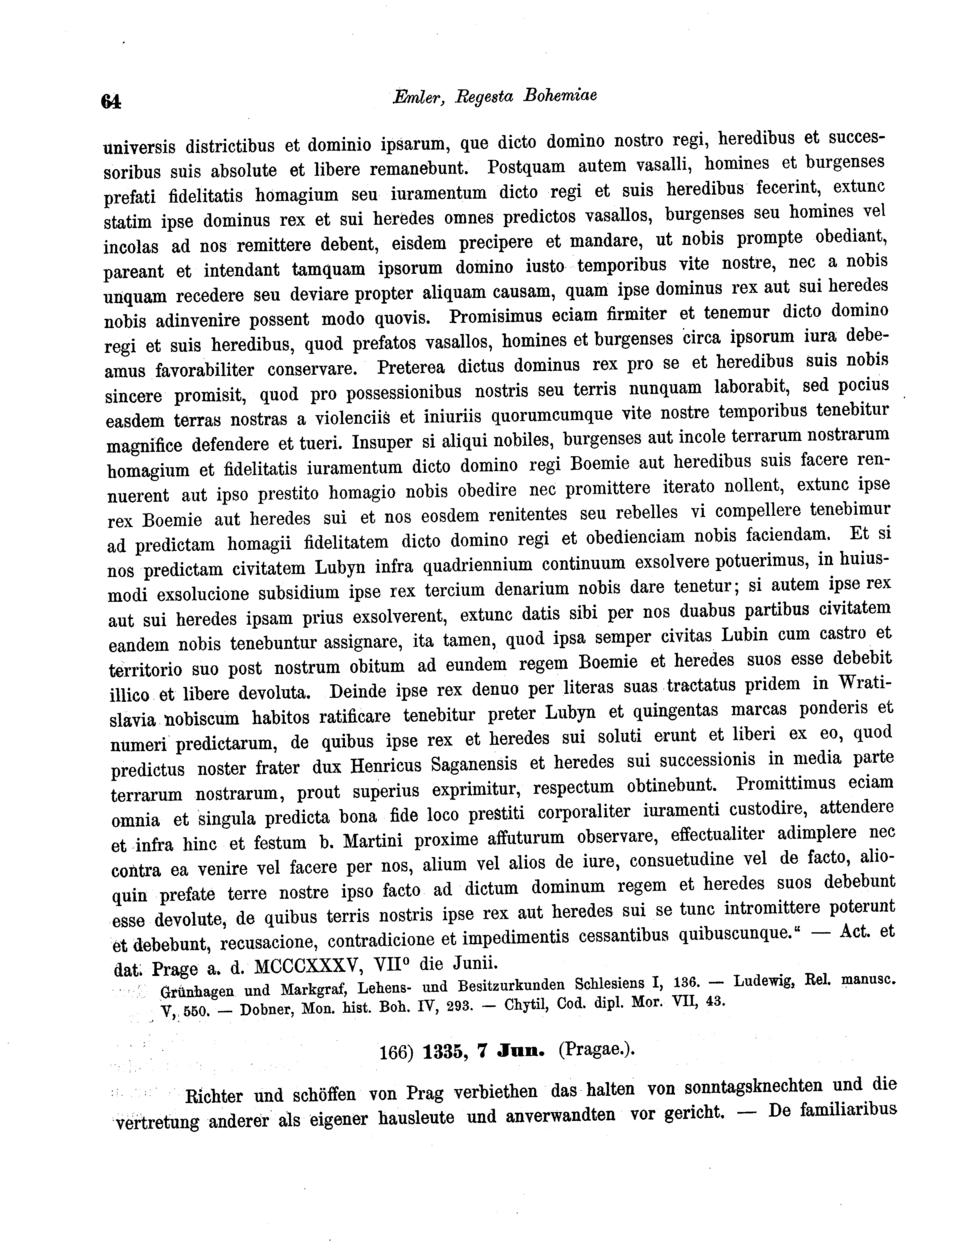 64
Emler, Regesta Bohemiae
universis districtibus et dominio ipsarum, que dicto domino nostro regi, heredibus et succes-
soribus suis absolute et libere remanebunt. Postquam autem vasalli, homines et burgenses
prefati fidelitatis homagium seu iuramentum dicto regi et suis heredibus fecerint, extunc
statim ipse dominus rex et sui heredes omnes predictos vasallos, burgenses seu homines vel
incolas ad nos remittere debent, eisdem precipere et mandare, ut nobis prompte obediant,
pareant et intendant tamquam ipsorum domino iusto temporibus vite nostre, nec a nobis
unquam recedere seu deviare propter aliquam causam, quam ipse dominus rex aut sui heredes
nobis adinvenire possent modo quovis. Promisimus eciam firmiter et tenemur dicto domino
regi et suis heredibus, quod prefatos vasallos, homines et burgenses circa ipsorum iura debe-
amus favorabiliter conservare. Preterea dictus dominus rex pro se et heredibus suis nobis
sincere promisit, quod pro possessionibus nostris seu terris nunquam laborabit, sed pocius
easdem terras nostras a violenciis et iniuriis quorumcumque vite nostre temporibus tenebitur
magnifice defendere et tueri. Insuper si aliqui nobiles, burgenses aut incole terrarum nostrarum
homagium et fidelitatis iuramentum dicto domino regi Boemie aut heredibus suis facere ren-
nuerent aut ipso prestito homagio nobis obedire nec promittere iterato nollent, extunc ipse
rex Boemie aut heredes sui et nos eosdem renitentes seu rebelles vi compellere tenebimur
ad predictam homagii fidelitatem dicto domino regi et obedienciam nobis faciendam. Et si
nos predictam civitatem Lubyn infra quadriennium continuum exsolvere potuerimus, in huius-
modi exsolucione subsidium ipse rex tercium denarium nobis dare tenetur; si autem ipse rex
aut sui heredes ipsam prius exsolverent, extunc datis sibi per nos duabus partibus civitatem
eandem nobis tenebuntur assignare, ita tamen, quod ipsa semper civitas Lubin cum castro et
territorio suo post nostrum obitum ad eundem regem Boemie et heredes suos esse debebit
illico et libere devoluta. Deinde ipse rex denuo per literas suas tractatus pridem in Wrati-
slavia nobiscum habitos ratificare tenebitur preter Lubyn et quingentas marcas ponderis et
numeri predictarum, de quibus ipse rex et heredes sui soluti erunt et liberi ex eo, quod
predictus noster frater dux Henricus Saganensis et heredes sui successionis in media parte
terrarum nostrarum, prout superius exprimitur, respectum obtinebunt. Promittimus eciam
omnia et singula predicta bona fide loco prestiti corporaliter iuramenti custodire, attendere
et infra hinc et festum b. Martini proxime affuturum observare, effectualiter adimplere nec
contra ea venire vel facere per nos, alium vel alios de iure, consuetudine vel de facto, alio-
quin prefate terre nostre ipso facto ad dictum dominum regem et heredes suos debebunt
esse devolute, de quibus terris nostris ipse rex aut heredes sui se tunc intromittere poterunt
et debebunt, recusacione, contradicione et impedimentis cessantibus quibuscunque.“ — Act. et
dat. Prage a. d. MCCCXXXV, VIIº die Junii.
Grünhagen und Markgraf, Lehens- und Besitzurkunden Schlesiens I, 136. — Ludewig, Rel. manusc.
V, 550. — Dobner, Mon. hist. Boh. IV, 293. — Chytil, Cod. dipl. Mor. VII, 43.
166) 1335, 7 Jun. (Pragae.).
Richter und schöffen von Prag verbiethen das halten von sonntagsknechten und die
vertretung anderer als eigener hausleute und anverwandten vor gericht. — De familiaribus